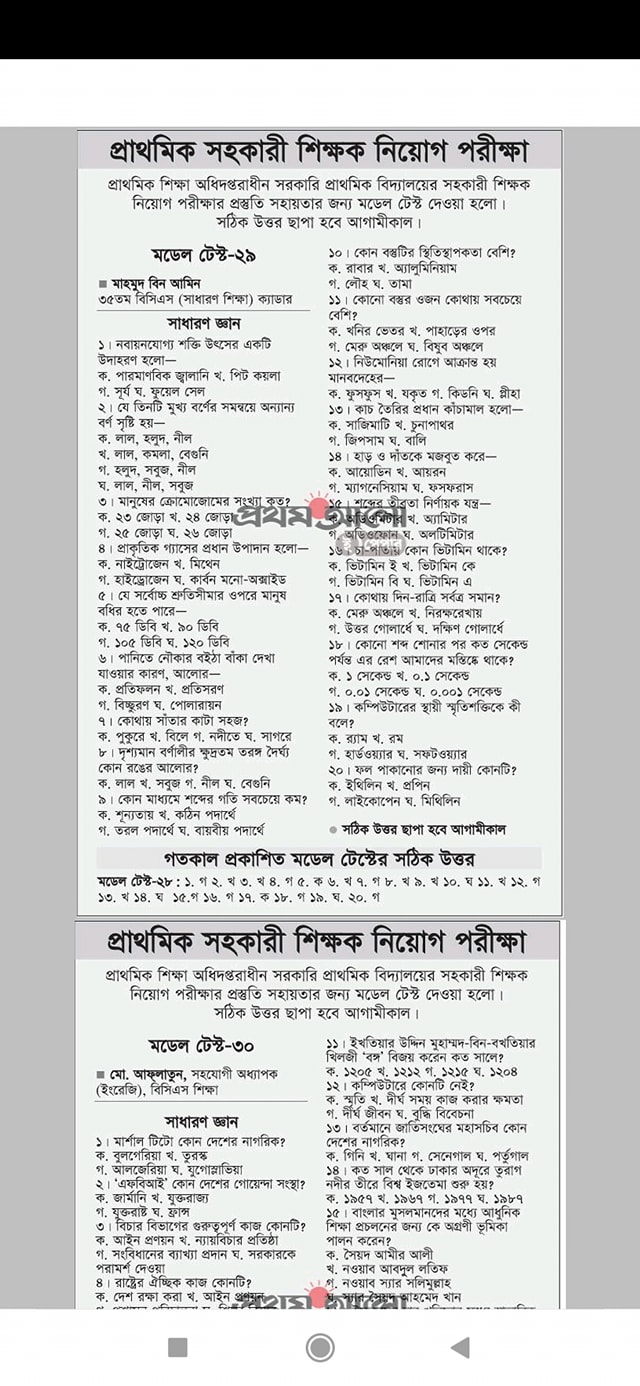 প্রাথমিক সহকারী শিক্ষক নিয়োগ পরীক্ষা
প্রাথমিক শিক্ষা অধিদপ্তরাধীন সরকারি প্রাথমিক বিদ্যালয়ের সহকারী শিক্ষক
নিয়োগ পরীক্ষার প্রস্তুতি সহায়তার জন্য মডেল টেস্ট দেওয়া হলো।
সঠিক উত্তর ছাপা হবে আগামীকাল।
মডেল টেস্ট-২৯
■ মাহমুদ বিন আমিন
৩৫তম বিসিএস (সাধারণ শিক্ষা) ক্যাডার
সাধারণ জ্ঞান
১। নবায়নযোগ্য শক্তি উৎসের একটি
উদাহরণ হলো—
ক. পারমাণবিক জ্বালানি খ. পিট কয়লা
গ. সূর্য ঘ. ফুয়েল সেল
২। যে তিনটি মুখ্য বর্ণের সমন্বয়ে অন্যান্য
বর্ণ সৃষ্টি হয়—
ক. লাল, হলুদ, নীল
খ. লাল, কমলা, বেগুনি
গ. হলুদ, সবুজ, নীল
ঘ. লাল, নীল, সবুজ
৩। মানুষের ক্রোমোজোমের সংখ্যা কত?
ক. ২৩ জোড়া খ. ২৪ জোড়া
গ. ২৫ জোড়া ঘ. ২৬ জোড়া
৪। প্রাকৃতিক গ্যাসের প্রধান উপাদান হলো—
ক. নাইট্রোজেন খ. মিথেন
গ. হাইড্রোজেন ঘ. কার্বন মনো-অক্সাইড
৫। যে সর্বোচ্চ শ্রুতিসীমার ওপরে মানুষ
বধির হতে পারে—
ক. ৭৫ ডিবি খ. ৯০ ডিবি
গ. ১০৫ ডিবি ঘ. ১২০ ডিবি
৬। পানিতে নৌকার বইঠা বাঁকা দেখা
যাওয়ার কারণ, আলোর—
ক. প্রতিফলন খ. প্রতিসরণ
গ. বিচ্ছুরণ ঘ. পোলারায়ন
৭। কোথায় সাঁতার কাটা সহজ?
ক. পুকুরে খ. বিলে গ. নদীতে ঘ. সাগরে
৮। দৃশ্যমান বর্ণালীর ক্ষুদ্রতম তরঙ্গ দৈর্ঘ্য
কোন রঙের আলোর?
ক. লাল খ. সবুজ গ. নীল ঘ. বেগুনি
৯। কোন মাধ্যমে শব্দের গতি সবচেয়ে কম?
ক. শূন্যতায় খ. কঠিন পদার্থে
গ. তরল পদার্থে ঘ. বায়বীয় পদার্থে
১০। কোন বস্তুটির স্থিতিস্থাপকতা বেশি?
ক. রাবার খ. অ্যালুমিনিয়াম
গ. লৌহ ঘ. তামা
১১। কোনো বস্তুর ওজন কোথায় সবচেয়ে
বেশি?
ক. খনির ভেতর খ. পাহাড়ের ওপর
গ. মেরু অঞ্চলে ঘ. বিষুব অঞ্চলে
১২। নিউমোনিয়া রোগে আক্রান্ত হয়
মানবদেহের—
ক. ফুসফুস খ. যকৃত গ. কিডনি ঘ. প্লীহা
১৩। কাচ তৈরির প্রধান কাঁচামাল হলো—
ক. সাজিমাটি খ. চুনাপাথর
গ. জিপসাম ঘ. বালি
১৪। হাড় ও দাঁতকে মজবুত করে—
ক. আয়োডিন খ. আয়রন
গ. ম্যাগনেসিয়াম ঘ. ফসফরাস
১৫। শব্দের তীব্রতা নির্ণায়ক যন্ত্র—
ক. অডিওমিটার খ. অ্যামিটার
গ. অডিওফোন ঘ. অলটিমিটার
১৬। চা-পাতায় কোন ভিটামিন থাকে?
ক. ভিটামিন ই খ. ভিটামিন কে
গ. ভিটামিন বি ঘ. ভিটামিন এ
১৭। কোথায় দিন-রাত্রি সর্বত্র সমান?
ক. মেরু অঞ্চলে খ. নিরক্ষরেখায়
গ. উত্তর গোলার্ধে ঘ. দক্ষিণ গোলার্ধে
১৮। কোনো শব্দ শোনার পর কত সেকেন্ড
পর্যন্ত এর রেশ আমাদের মস্তিষ্কে থাকে?
ক. ১ সেকেন্ড খ. ০.১ সেকেন্ড
গ. ০.০১ সেকেন্ড ঘ. ০.০০১ সেকেন্ড
১৯। কম্পিউটারের স্থায়ী স্মৃতিশক্তিকে কী
বলে?
ক. র‍্যাম খ. রম
গ. হার্ডওয়্যার ঘ. সফটওয়্যার
২০। ফল পাকানোর জন্য দায়ী কোনটি?
ক. ইথিলিন খ. প্রপিন
গ. লাইকোপেন ঘ. মিথিলিন
● সঠিক উত্তর ছাপা হবে আগামীকাল
প্রথম আলো
ই পেপার
গতকাল প্রকাশিত মডেল টেস্টের সঠিক উত্তর
মডেল টেস্ট-২৮ : ১. গ ২. খ ৩. খ ৪. গ ৫. ক ৬. খ ৭. গ ৮. খ ৯. খ ১০. ঘ ১১. খ ১২. গ
১৩. খ ১৪. ঘ ১৫.গ ১৬. গ ১৭. ক ১৮. গ ১৯. ঘ. ২০. গ
প্রাথমিক সহকারী শিক্ষক নিয়োগ পরীক্ষা
প্রাথমিক শিক্ষা অধিদপ্তরাধীন সরকারি প্রাথমিক বিদ্যালয়ের সহকারী শিক্ষক
নিয়োগ পরীক্ষার প্রস্তুতি সহায়তার জন্য মডেল টেস্ট দেওয়া হলো।
সঠিক উত্তর ছাপা হবে আগামীকাল।
মডেল টেস্ট-৩০
■ মো. আফলাতুন, সহযোগী অধ্যাপক
(ইংরেজি), বিসিএস শিক্ষা
সাধারণ জ্ঞান
১। মার্শাল টিটো কোন দেশের নাগরিক?
ক. বুলগেরিয়া খ. তুরস্ক
গ. আলজেরিয়া ঘ. যুগোস্লাভিয়া
২। 'এফবিআই' কোন দেশের গোয়েন্দা সংস্থা?
ক. জার্মানি খ. যুক্তরাজ্য
গ. যুক্তরাষ্ট্র ঘ. ফ্রান্স
৩। বিচার বিভাগের গুরুত্বপূর্ণ কাজ কোনটি?
ক. আইন প্রণয়ন খ. ন্যায়বিচার প্রতিষ্ঠা
গ. সংবিধানের ব্যাখ্যা প্রদান ঘ. সরকারকে
পরামর্শ দেওয়া
৪। রাষ্ট্রের ঐচ্ছিক কাজ কোনটি?
ক. দেশ রক্ষা করা খ. আইন প্রণয়ন
১১। ইখতিয়ার উদ্দিন মুহাম্মদ-বিন-বখতিয়ার
খিলজী 'বঙ্গ' বিজয় করেন কত সালে?
ক. ১২০৫ খ. ১২১২ গ. ১২১৫ ঘ. ১২০৪
১২। কম্পিউটারে কোনটি নেই?
ক. স্মৃতি খ. দীর্ঘ সময় কাজ করার ক্ষমতা
গ. দীর্ঘ জীবন ঘ. বুদ্ধি বিবেচনা
১৩। বর্তমানে জাতিসংঘের মহাসচিব কোন
দেশের নাগরিক?
ক. গিনি খ. ঘানা গ. সেনেগাল ঘ. পর্তুগাল
১৪। কত সাল থেকে ঢাকার অদূরে তুরাগ
নদীর তীরে বিশ্ব ইজতেমা শুরু হয়?
ক. ১৯৫৭ খ. ১৯৬৭ গ. ১৯৭৭ ঘ. ১৯৮৭
১৫। বাংলার মুসলমানদের মধ্যে আধুনিক
শিক্ষা প্রচলনের জন্য কে অগ্রণী ভূমিকা
পালন করেন?
ক. সৈয়দ আমীর আলী
খ. নওয়াব আবদুল লতিফ
গ. নওয়াব স্যার সলিমুল্লাহ
ঘ. স্যার সৈয়দ আহমেদ খান
প্রথম আলো